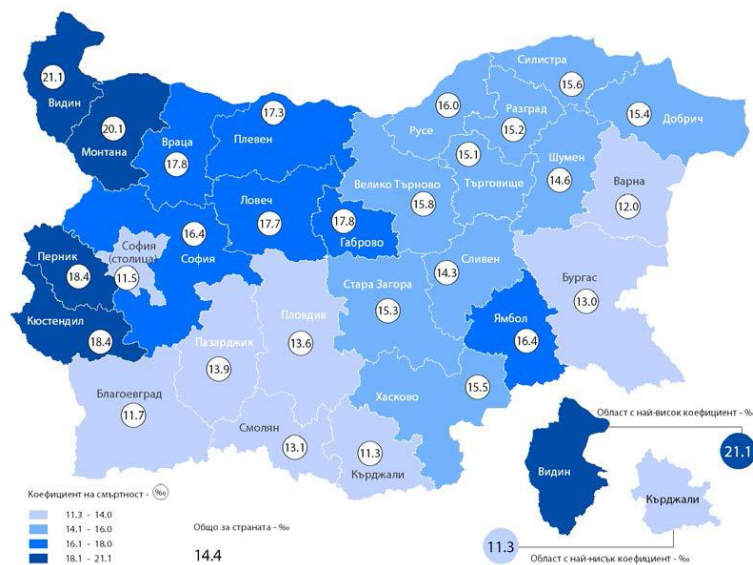 Силистра
21.1
15.6
Видин
16.0
17.3
Разград
15.4
Добрич
20.1
Враца
Плевен
Русе
15.2
Монтана
17.8
15.1
Шумен
Варна
Ловеч
Велико Търново
Търговище
14.6
12.0
16.4
17.7
17.8
15.8
Габрово
София
(столица)
Перник
София
18.4
11.5
Сливен
14.3
Бургас
Стара Загора
13.0
Кюстендил
Пловдив
15.3
Ямбол
18.4
Пазарджик
13.6
16.4
13.9
Благоевград
15.5
Хасково
11.7
Смолян
11.3
13.1
Кърджали
Област с най-висок коефициент - ‰
21.1
Видин
Кърджали
11.3
Област с най-нисък коефициент - ‰
Коефициент на смъртност - ‰
11.3 - 14.0
14.1 - 16.0
16.1 - 18.0
18.1 - 21.1
Общо за страната - ‰
14.4